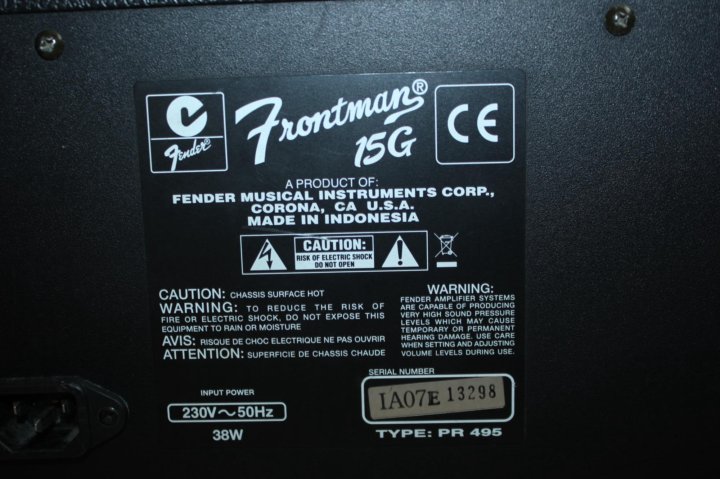 Frontman®
15G
Fender®
CE
A PRODUCT OF:
FENDER MUSICAL INSTRUMENTS CORP.,
CORONA, CA U.S.A.
MADE IN INDONESIA
CAUTION:
RISK OF ELECTRIC SHOCK
DO NOT OPEN
CAUTION: CHASSIS SURFACE HOT
WARNING: TO REDUCE THE RISK OF
FIRE OR ELECTRIC SHOCK, DO NOT EXPOSE THIS
EQUIPMENT TO RAIN OR MOISTURE
AVIS: RISQUE DE CHOC ELECTRIQUE NE PAS OUVRIR
ATTENTION: SUPERFICIE DE CHASSIS CHAUDE
WARNING:
FENDER AMPLIFIER SYSTEMS
ARE CAPABLE OF PRODUCING
VERY HIGH SOUND PRESSURE
LEVELS WHICH MAY CAUSE
TEMPORARY OR PERMANENT
HEARING DAMAGE. USE CARE
WHEN SETTING AND ADJUSTING
VOLUME LEVELS DURING USE.
INPUT POWER
230V~50Hz
38W
SERIAL NUMBER
IA07E 13298
TYPE: PR 495